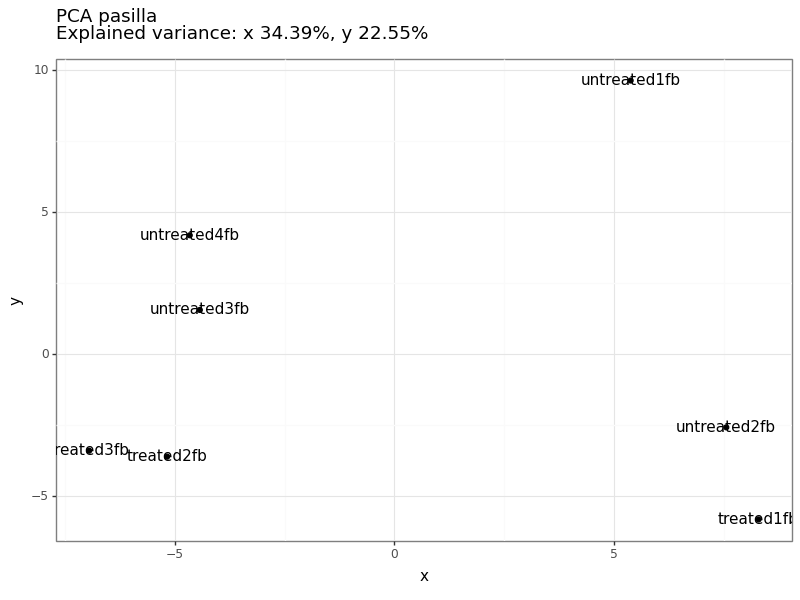 PCA pasilla
Explained variance: x 34.39%, y 22.55%
10
untreated1fb
5
untreated4fb
untreated3fb
y
0
untreated2fb
reated3fb
treated2fb
−5
treated1fb
−5
0
5
x